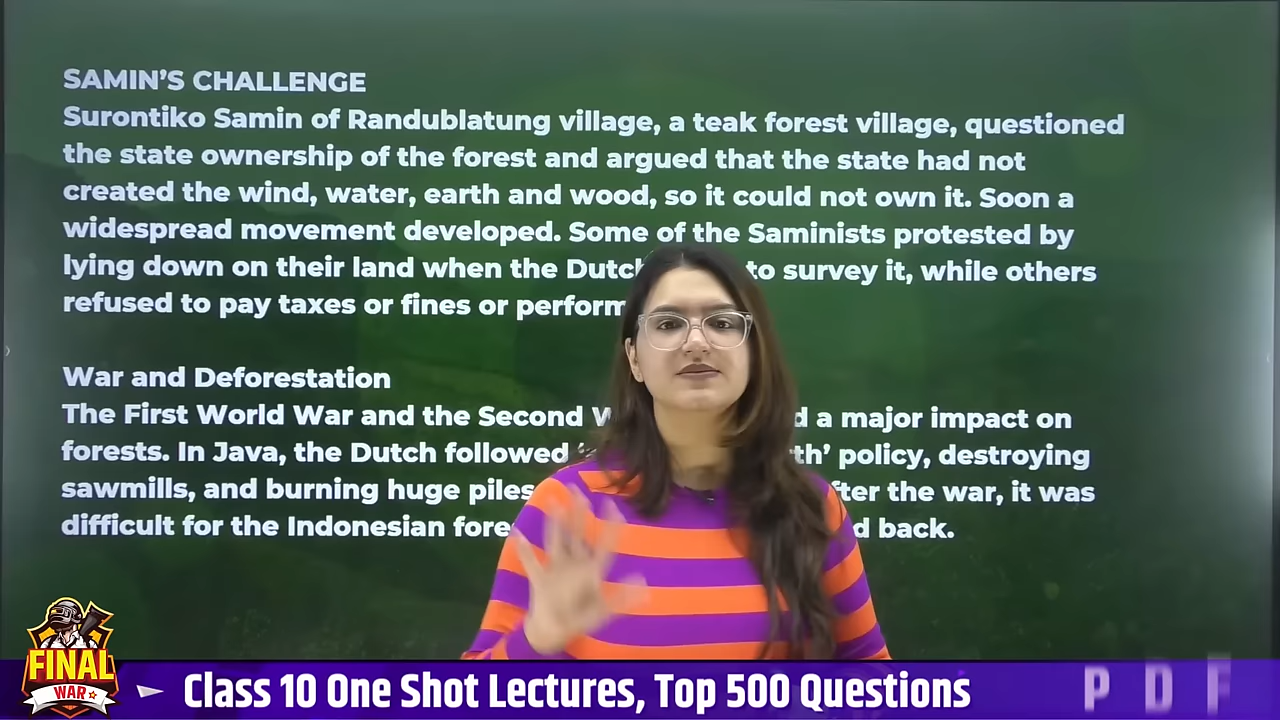 SAMIN’S CHALLENGE
Surontiko Samin of Randublatung village, a teak forest village, questioned
the state ownership of the forest and argued that the state had not
created the wind, water, earth and wood, so it could not own it. Soon a
widespread movement developed. Some of the Saminists protested by
lying down on their land when the Dutch to survey it, while others
refused to pay taxes or fines or perform
War and Deforestation
The First World War and the Second a major impact on
forests. In Java, the Dutch followed policy, destroying
sawmills, and burning huge piles the war, it was
difficult for the Indonesian back.
FINAL
WAR
Class 10 One Shot Lectures, Top 500 Questions
PDF